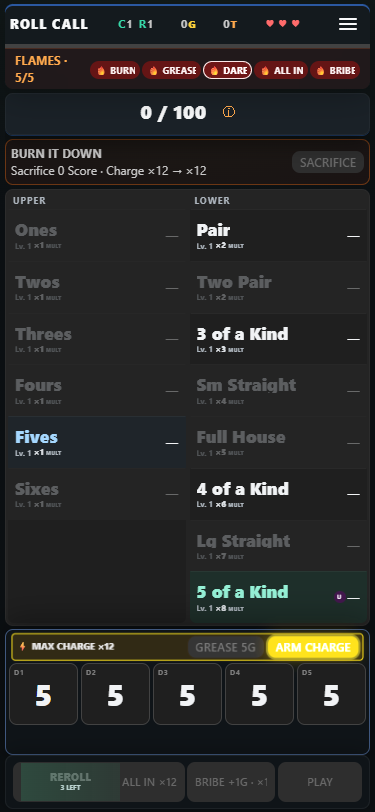 ROLL CALL C1 R1 0G 0T
FLAMES · 5/5 BURN GREASE DARE ALL IN BRIBE
0 / 100
BURN IT DOWN
Sacrifice 0 Score · Charge ×12 → ×12
SACRIFICE
UPPER LOWER
Ones — Pair —
Lv. 1 ×1 MULT Lv. 1 ×2 MULT
Twos — Two Pair —
Lv. 1 ×1 MULT Lv. 1 ×2 MULT
Threes — 3 of a Kind —
Lv. 1 ×1 MULT Lv. 1 ×3 MULT
Fours — Sm Straight —
Lv. 1 ×1 MULT Lv. 1 ×4 MULT
Fives — Full House —
Lv. 1 ×1 MULT Lv. 1 ×5 MULT
Sixes — 4 of a Kind —
Lv. 1 ×1 MULT Lv. 1 ×6 MULT
Lg Straight —
Lv. 1 ×7 MULT
5 of a Kind U —
Lv. 1 ×8 MULT
MAX CHARGE ×12 GREASE 5G ARM CHARGE
D1 D2 D3 D4 D5
5 5 5 5 5
REROLL ALL IN ×12 BRIBE +1G · ×1 PLAY
3 LEFT